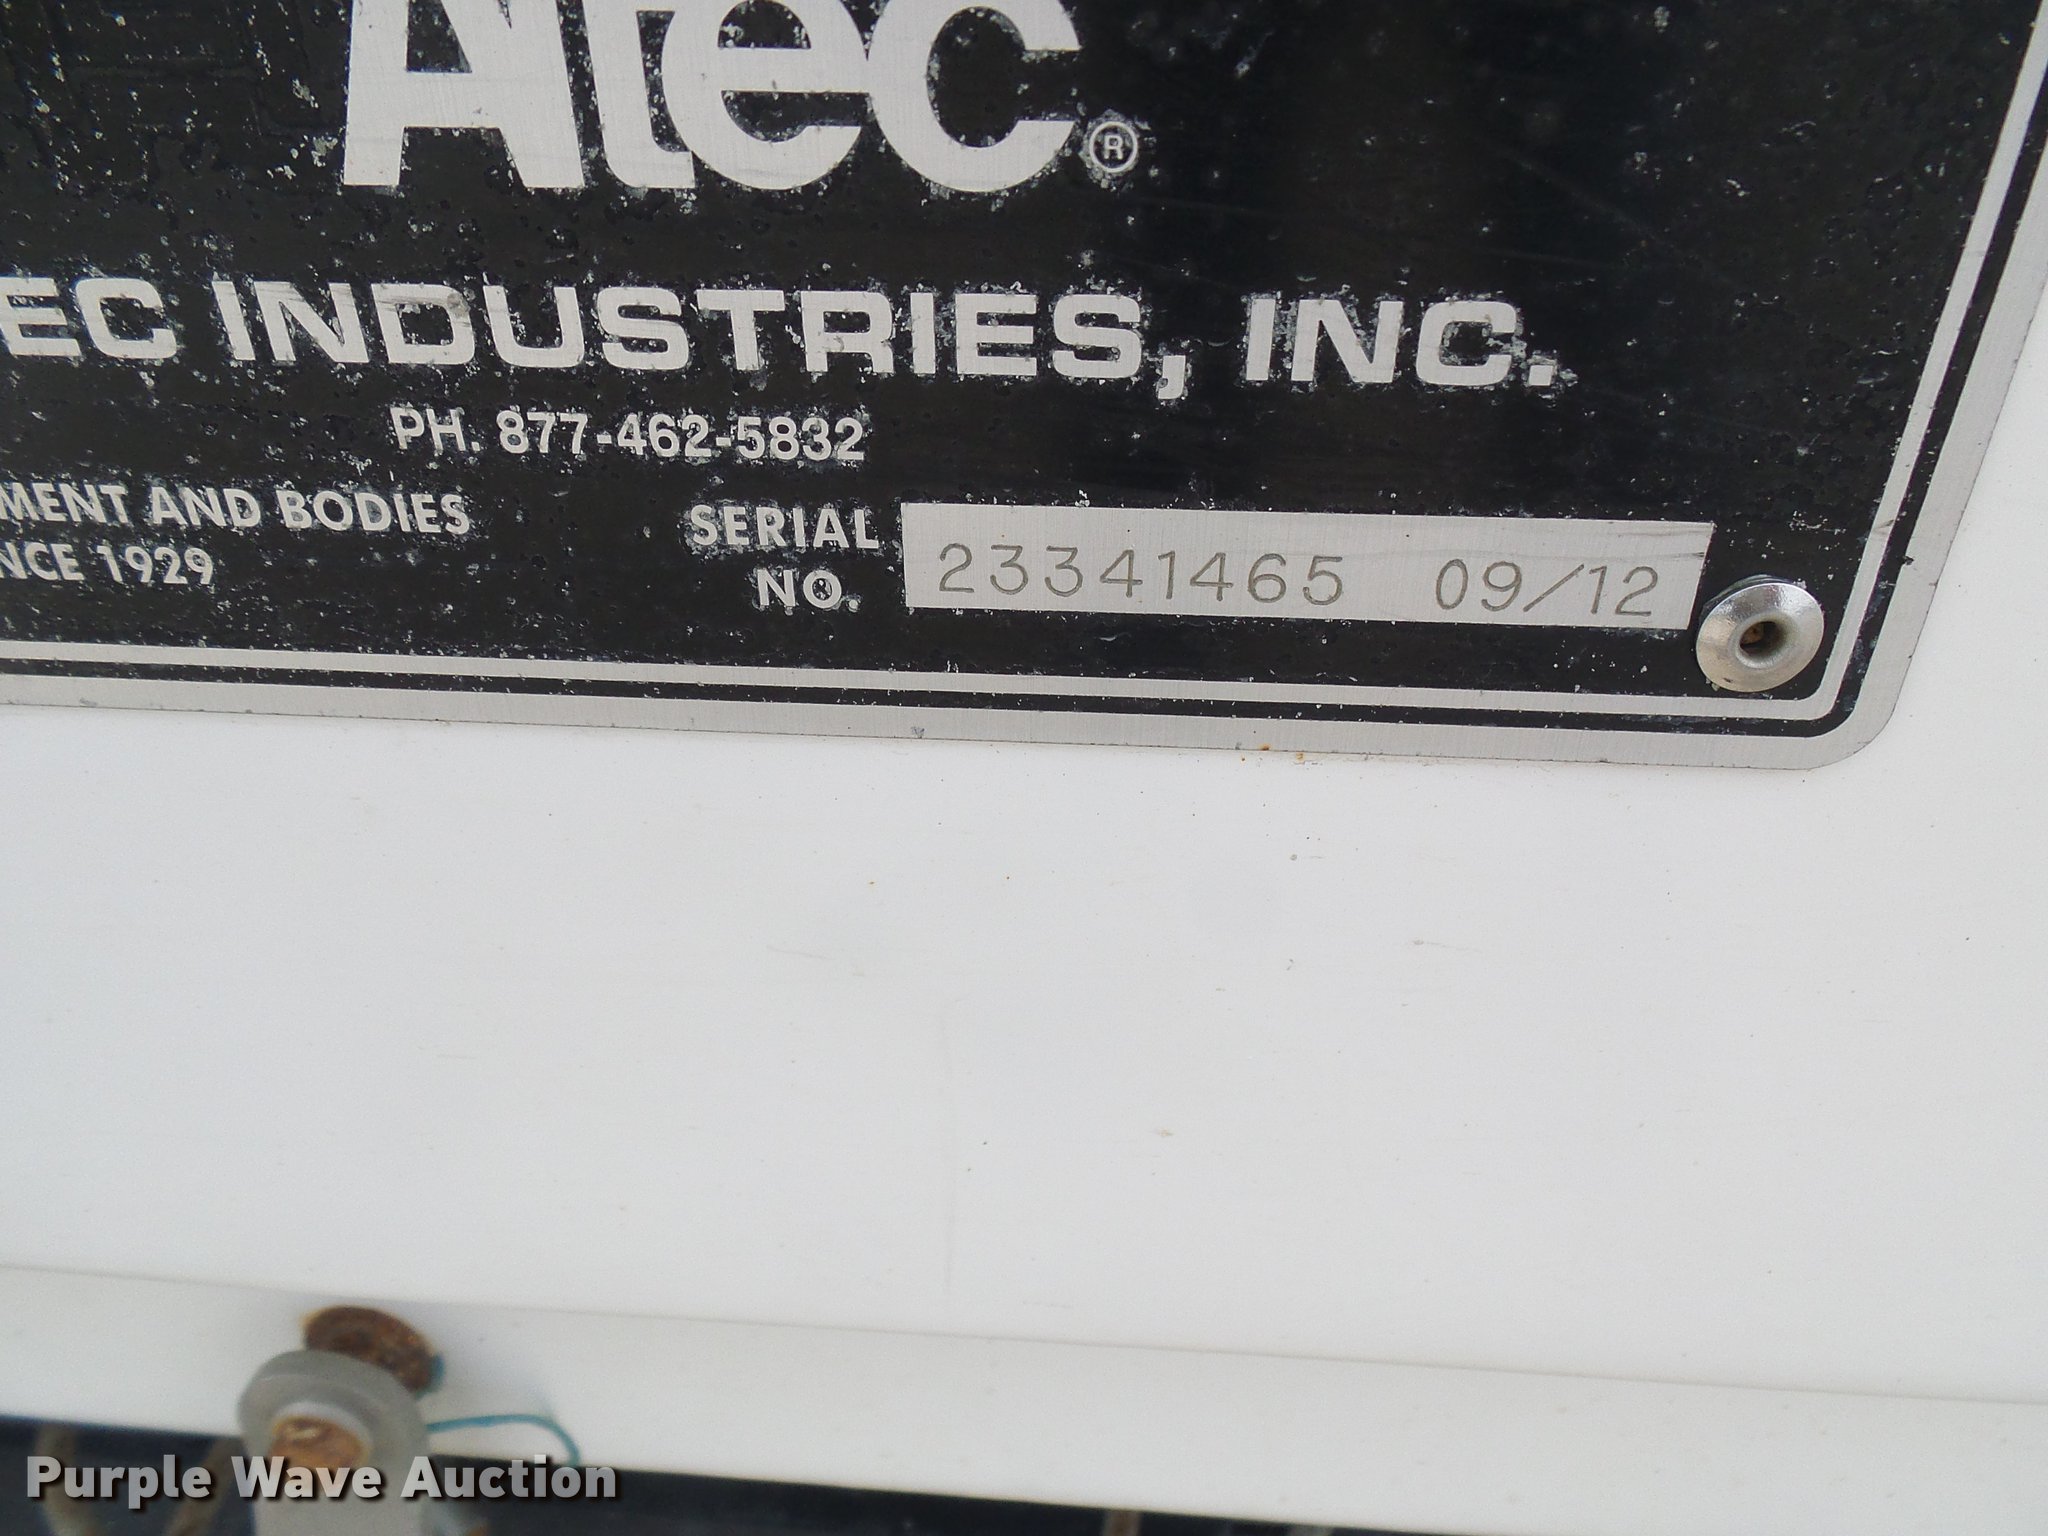 Atec®
EC INDUSTRIES, INC.
PH. 877-462-5832
MENT AND BODIES
NCE 1929
SERIAL NO. 23341465 09/12
Purple Wave Auction